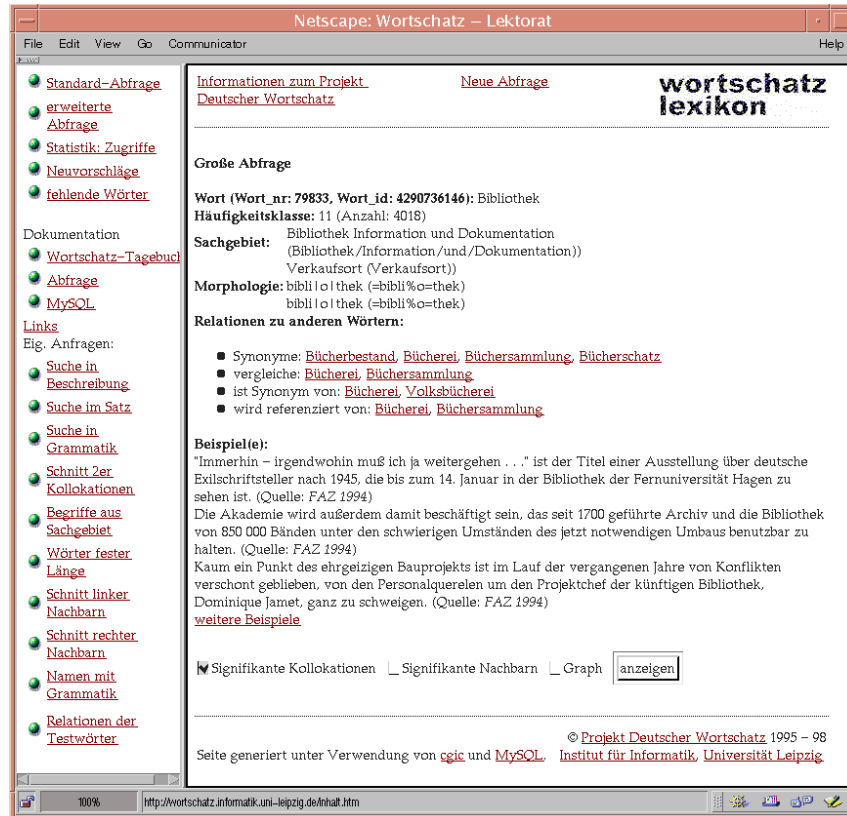 Netscape: Wortschatz – Lektorat
File Edit View Go Communicator Help
Standard-Abfrage
erweiterte
Abfrage
Statistik: Zugriffe
Neuvorschläge
fehlende Wörter
Dokumentation
Wortschatz-Tagebuch
Abfrage
MySQL
Links
Eig. Anfragen:
Suche in
Beschreibung
Suche im Satz
Suche in
Grammatik
Schnitt 2er
Kollokationen
Begriffe aus
Sachgebiet
Wörter fester
Länge
Schnitt linker
Nachbarn
Schnitt rechter
Nachbarn
Namen mit
Grammatik
Relationen der
Testwörter
Informationen zum Projekt
Deutscher Wortschatz
Neue Abfrage
wortschatz
lexikon
Große Abfrage
Wort (Wort_nr: 79833, Wort_id: 4290736146): Bibliothek
Häufigkeitsklasse: 11 (Anzahl: 4018)
Sachgebiet: Bibliothek Information und Dokumentation
(Bibliothek/Information/und/Dokumentation))
Verkaufsort (Verkaufsort))
Morphologie: bibli|o|thek (=bibli%o=thek)
bibli|o|thek (=bibli%o=thek)
Relationen zu anderen Wörtern:
Synonyme: Bücherbestand, Bücherei, Büchersammlung, Bücherschatz
vergleiche: Bücherei, Büchersammlung
ist Synonym von: Bücherei, Volksbücherei
wird referenziert von: Bücherei, Büchersammlung
Beispiel(e):
"Immerhin – irgendwohin muß ich ja weitergehen . . ." ist der Titel einer Ausstellung über deutsche
Exilschriftsteller nach 1945, die bis zum 14. Januar in der Bibliothek der Fernuniversität Hagen zu
sehen ist. (Quelle: FAZ 1994)
Die Akademie wird außerdem damit beschäftigt sein, das seit 1700 geführte Archiv und die Bibliothek
von 850 000 Bänden unter den schwierigen Umständen des jetzt notwendigen Umbaus benutzbar zu
halten. (Quelle: FAZ 1994)
Kaum ein Punkt des ehrgeizigen Bauprojekts ist im Lauf der vergangenen Jahre von Konflikten
verschont geblieben, von den Personalquerelen um den Projektchef der künftigen Bibliothek,
Dominique Jamet, ganz zu schweigen. (Quelle: FAZ 1994)
weitere Beispiele
Signifikante Kollokationen Signifikante Nachbarn Graph anzeigen
© Projekt Deutscher Wortschatz 1995 – 98
Seite generiert unter Verwendung von cgic und MySQL. Institut für Informatik, Universität Leipzig
100% http://wortschatz.informatik.uni-leipzig.de/inhalt.htm